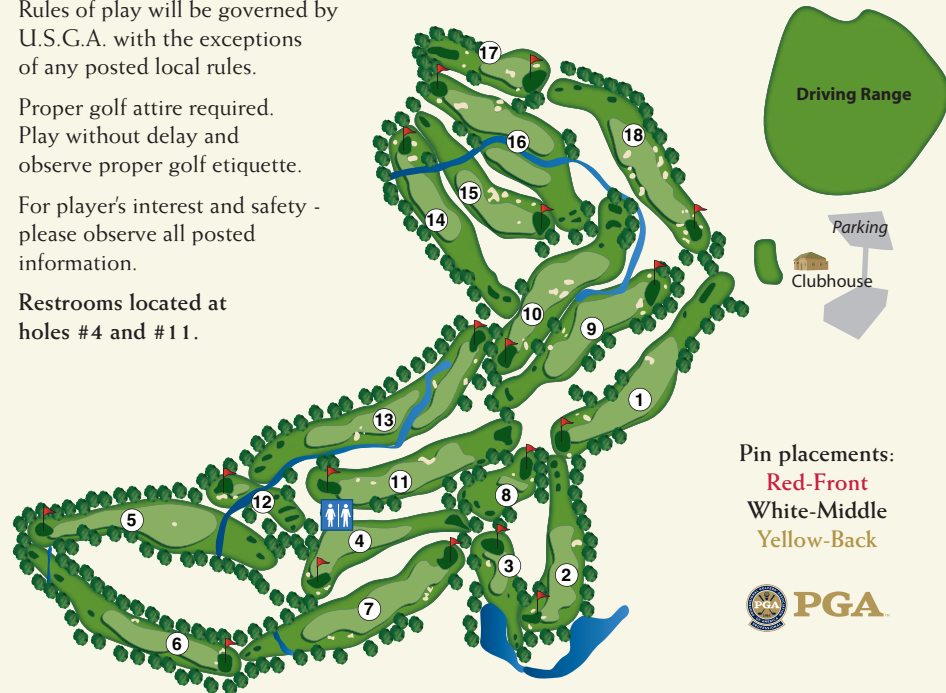 Rules of play will be governed by
U.S.G.A. with the exceptions
of any posted local rules.
Proper golf attire required.
Play without delay and
observe proper golf etiquette.
For player's interest and safety -
please observe all posted
information.
Restrooms located at
holes #4 and #11.
17
18
16
15
14
10
9
13
1
11
12
8
5
4
3
2
7
6
Driving Range
Parking
Clubhouse
Pin placements:
Red-Front
White-Middle
Yellow-Back
PGA
PGA